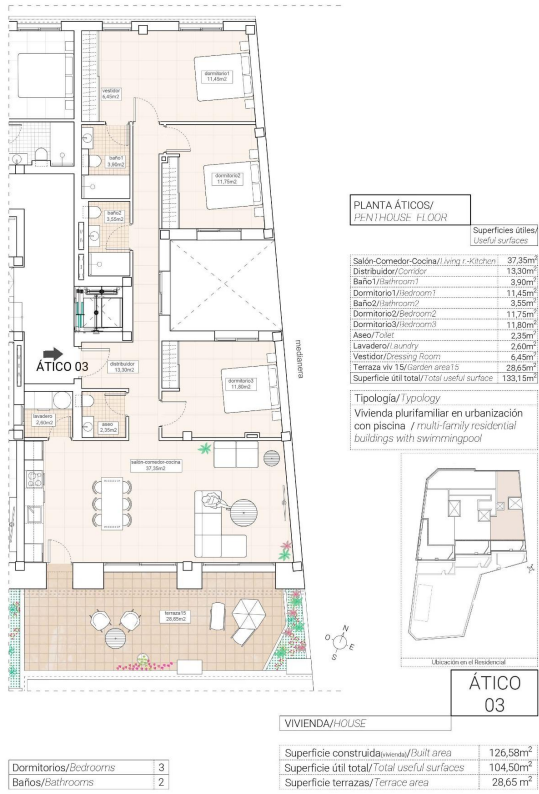 dormitorio1
11,45m2
vestidor
6,45m2
baño1
3,90m2
dormitorio2
11,75m2
baño2
3,55m2
PLANTA ÁTICOS/
PENTHOUSE FLOOR
Superficies útiles/
Useful surfaces
Salón-Comedor-Cocina/Living r.-Kitchen 37,35m²
Distribuidor/Corridor 13,30m²
Baño1/Bathroom1 3,90m²
Dormitorio1/Bedroom1 11,45m²
Baño2/Bathroom2 3,55m²
Dormitorio2/Bedroom2 11,75m²
Dormitorio3/Bedroom3 11,80m²
Aseo/Toilet 2,35m²
Lavadero/Laundry 2,60m²
Vestidor/Dressing Room 6,45m²
Terraza viv 15/Garden area15 28,65m²
Superficie útil total/Total useful surface 133,15m²
medianera
ÁTICO 03
distribuidor
13,30m2
dormitorio3
11,80m2
lavadero
2,60m2
aseo
2,35m2
Tipología/Typology
Vivienda plurifamiliar en urbanización
con piscina / multi-family residential
buildings with swimmingpool
salón-comedor-cocina
37,35m2
terraza15
28,65m2
N
O
E
S
Ubicación en el Residencial
ÁTICO
03
VIVIENDA/HOUSE
Superficie construida(vivienda)/Built area 126,58m²
Superficie útil total/Total useful surfaces 104,50m²
Superficie terrazas/Terrace area 28,65 m²
Dormitorios/Bedrooms 3
Baños/Bathrooms 2